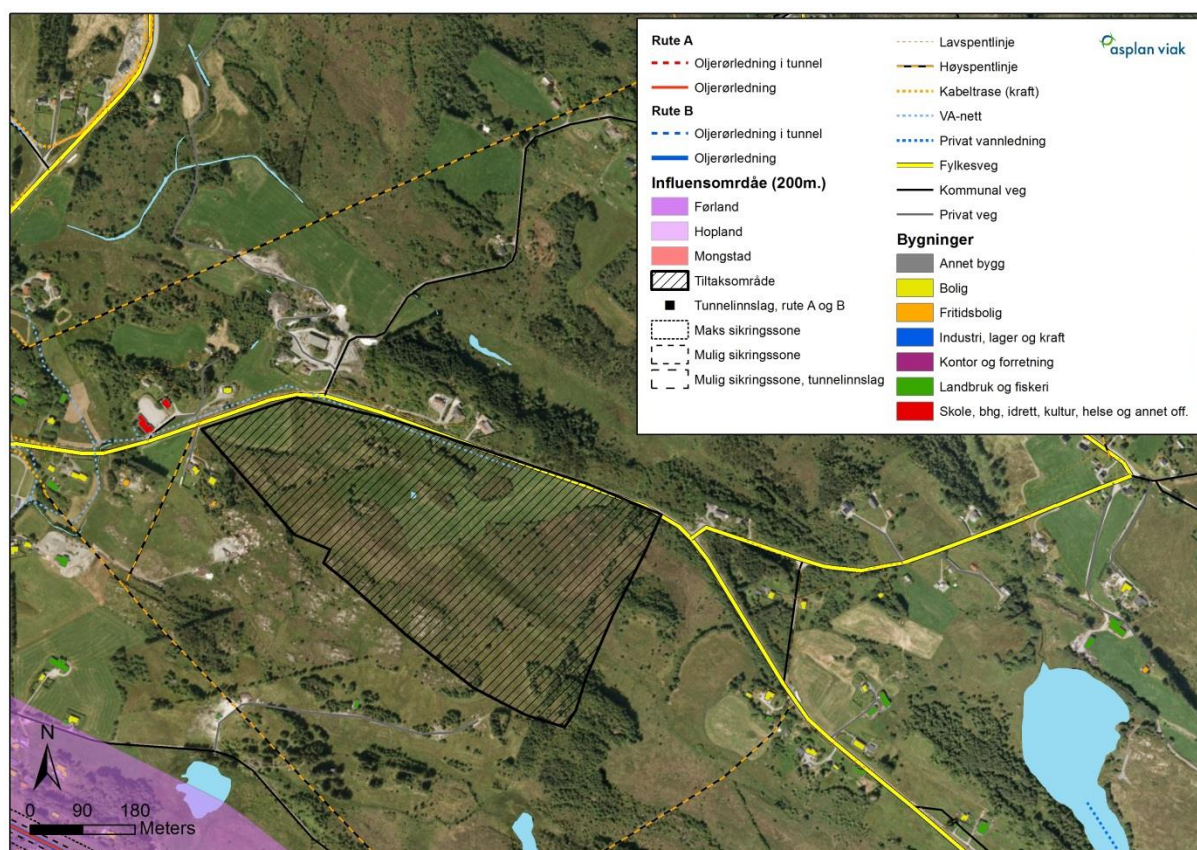 Rute A
Oljerørledning i tunnel
Oljerørledning
Rute B
Oljerørledning i tunnel
Oljerørledning
Influensområde (200m.)
Førland
Hopland
Mongstad
Tiltaksområde
Tunnelinnslag, rute A og B
Maks sikringssone
Mulig sikringssone
Mulig sikringssone, tunnelinnslag
Lavspentlinje
Høyspentlinje
Kabeltrase (kraft)
VA-nett
Privat vannledning
Fylkesveg
Kommunal veg
Privat veg
Bygninger
Annet bygg
Bolig
Fritidsbolig
Industri, lager og kraft
Kontor og forretning
Landbruk og fiskeri
Skole, bhg, idrett, kultur, helse og annet off.
asplan viak
N
0 90 180
Meters